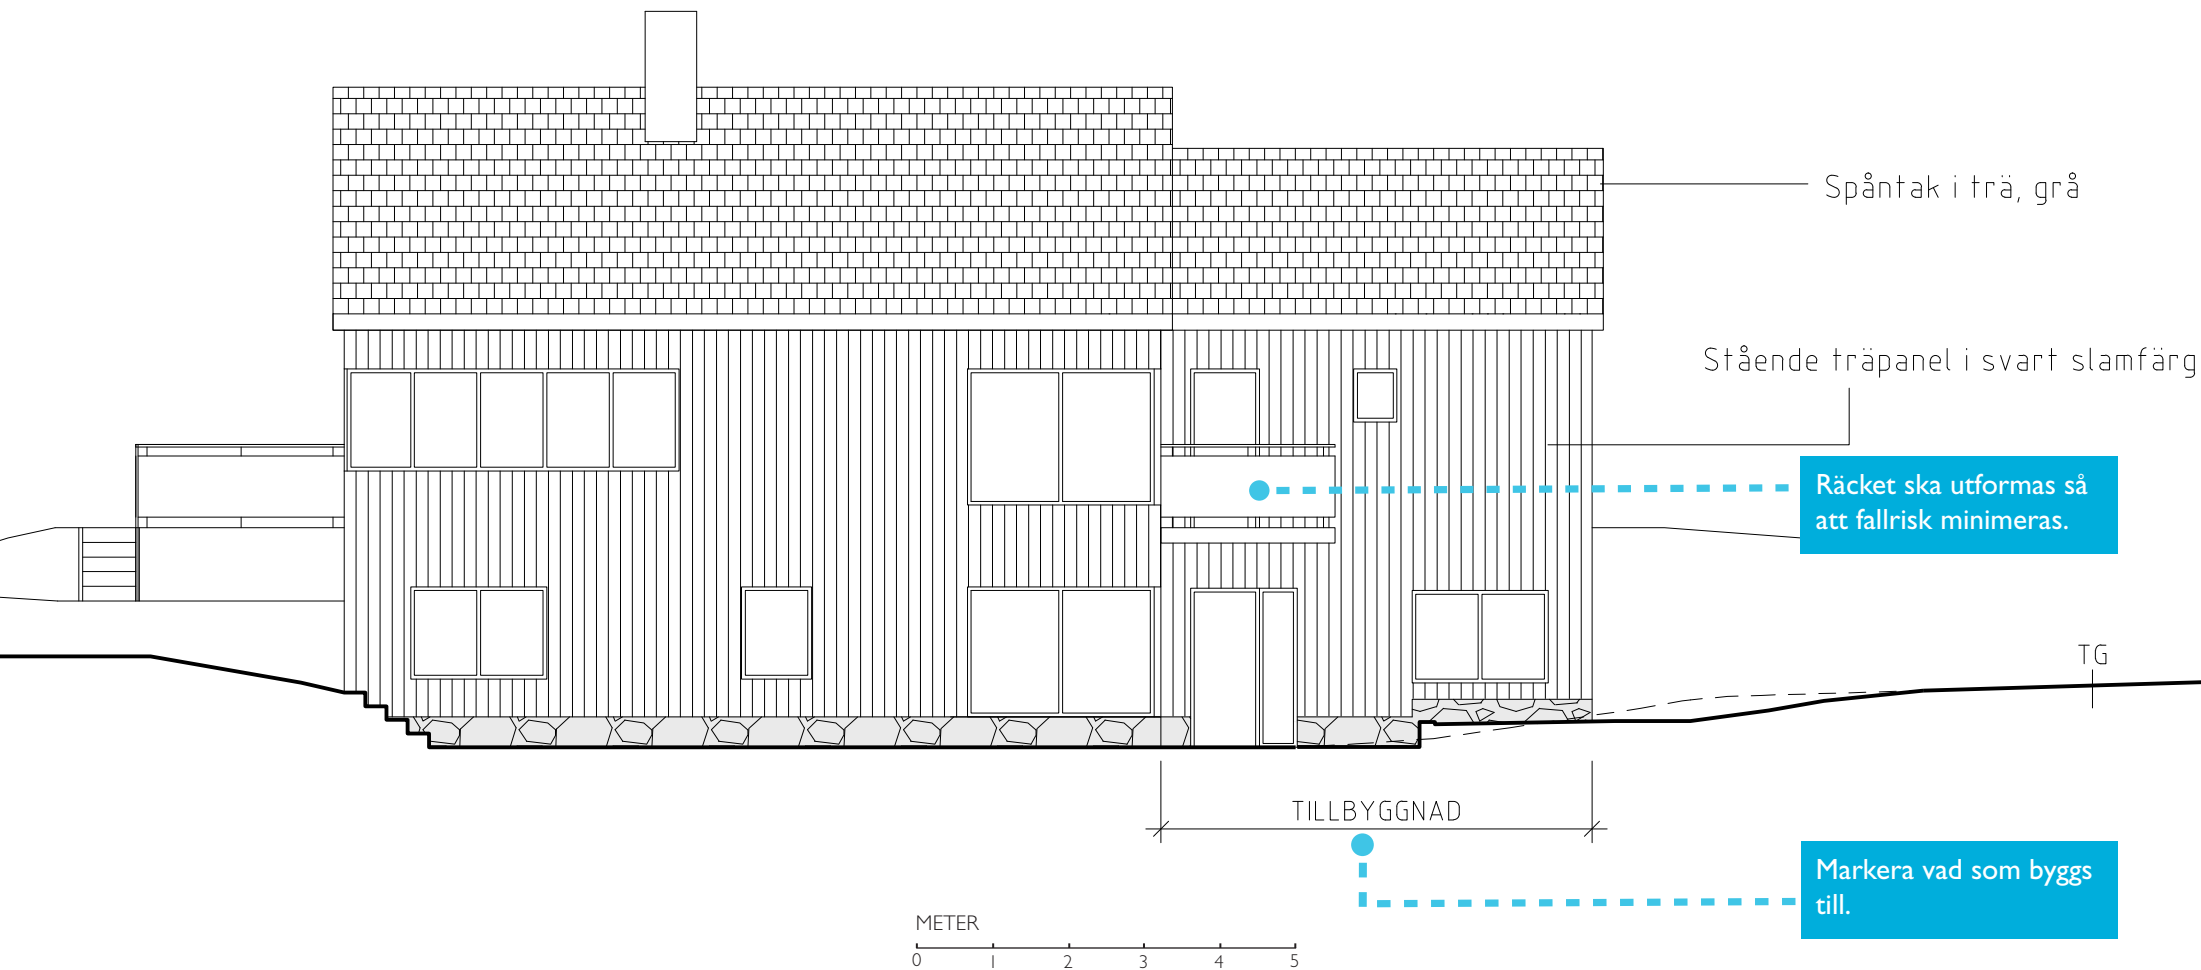 Spåntak i trä, grå
Stående träpanel i svart slamfärg
Räcket ska utformas så
att fallrisk minimeras.
TG
TILLBYGGNAD
Markera vad som byggs
till.
METER
0 1 2 3 4 5